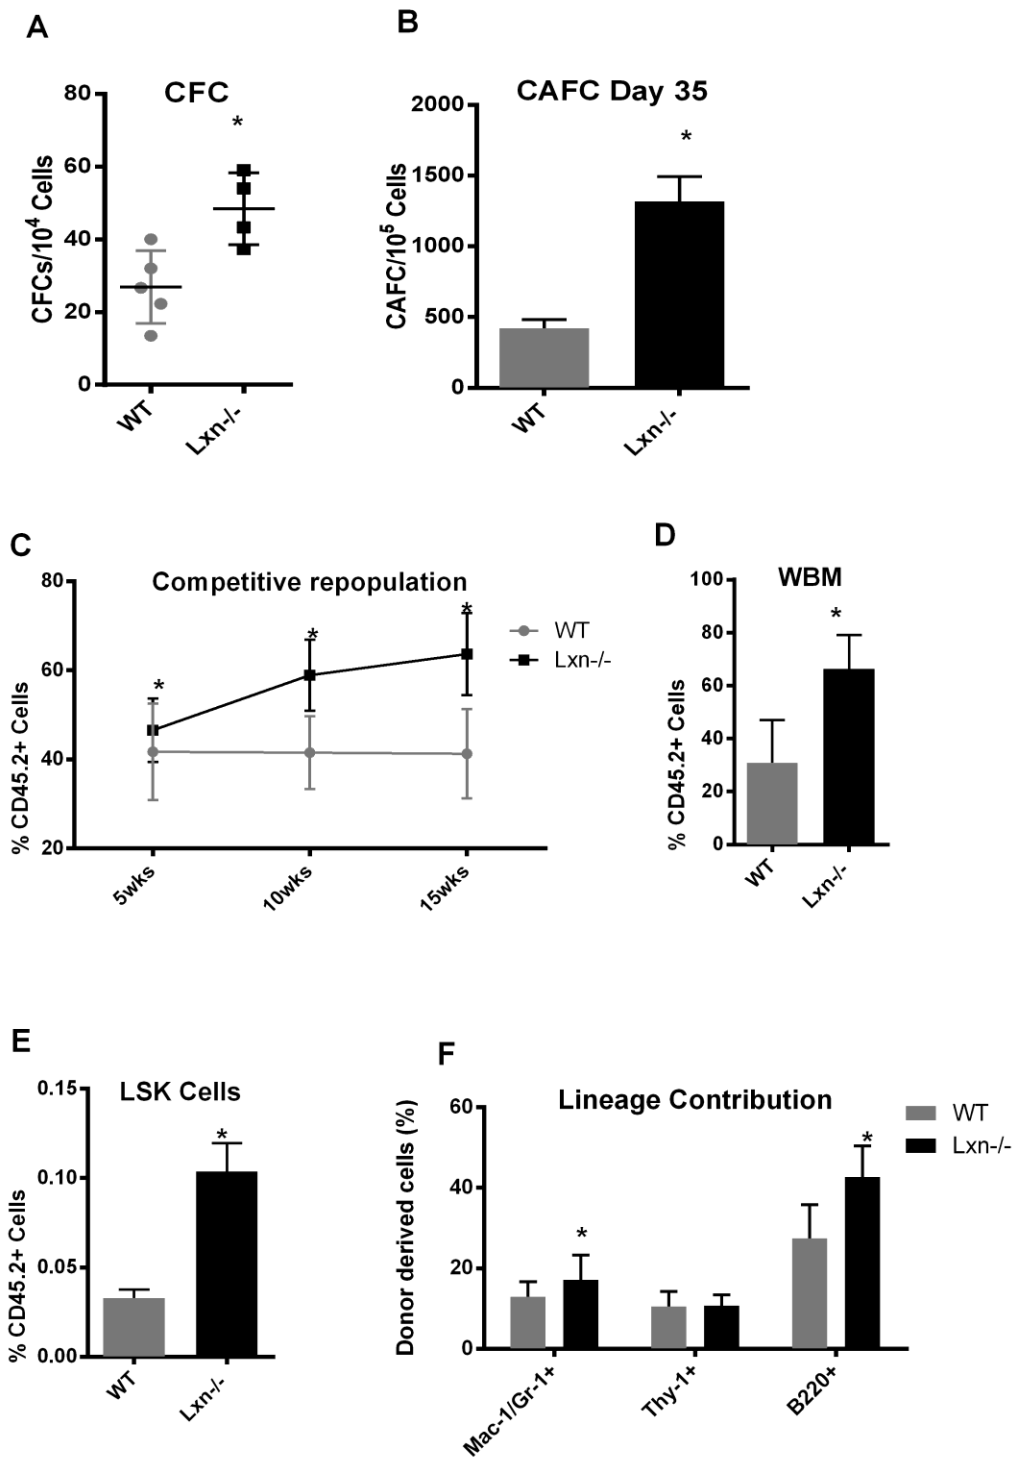 A
CFC
*
CFCs/10⁴ Cells
80
60
40
20
0
WT
Lxn-/-
B
CAFC Day 35
*
CAFC/10⁵ Cells
2000
1500
1000
500
0
WT
Lxn-/-
C
Competitive repopulation
% CD45.2+ Cells
80
60
40
20
*
*
*
5wks
10wks
15wks
WT
Lxn-/-
D
WBM
*
% CD45.2+ Cells
100
80
60
40
20
0
WT
Lxn-/-
E
LSK Cells
*
% CD45.2+ Cells
0.15
0.10
0.05
0.00
WT
Lxn-/-
F
Lineage Contribution
Donor derived cells (%)
60
40
20
0
*
*
Mac-1/Gr-1+
Thy-1+
B220+
WT
Lxn-/-